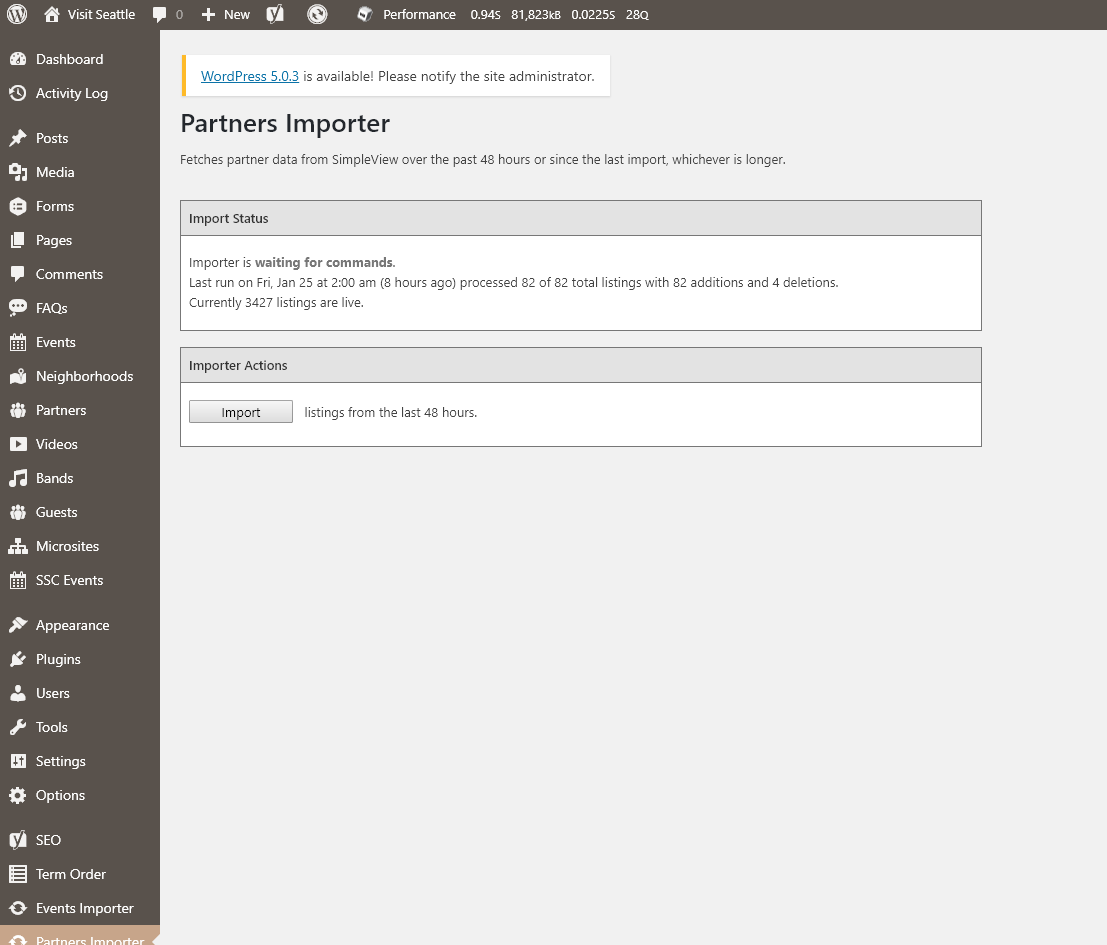 Visit Seattle 0 New Performance 0.94S 81,823KB 0.0225S 28Q
Dashboard
Activity Log
Posts
Media
Forms
Pages
Comments
FAQs
Events
Neighborhoods
Partners
Videos
Bands
Guests
Microsites
SSC Events
Appearance
Plugins
Users
Tools
Settings
Options
SEO
Term Order
Events Importer
Partners Importer
WordPress 5.0.3 is available! Please notify the site administrator.
Partners Importer
Fetches partner data from SimpleView over the past 48 hours or since the last import, whichever is longer.
Import Status
Importer is waiting for commands.
Last run on Fri, Jan 25 at 2:00 am (8 hours ago) processed 82 of 82 total listings with 82 additions and 4 deletions.
Currently 3427 listings are live.
Importer Actions
Import listings from the last 48 hours.